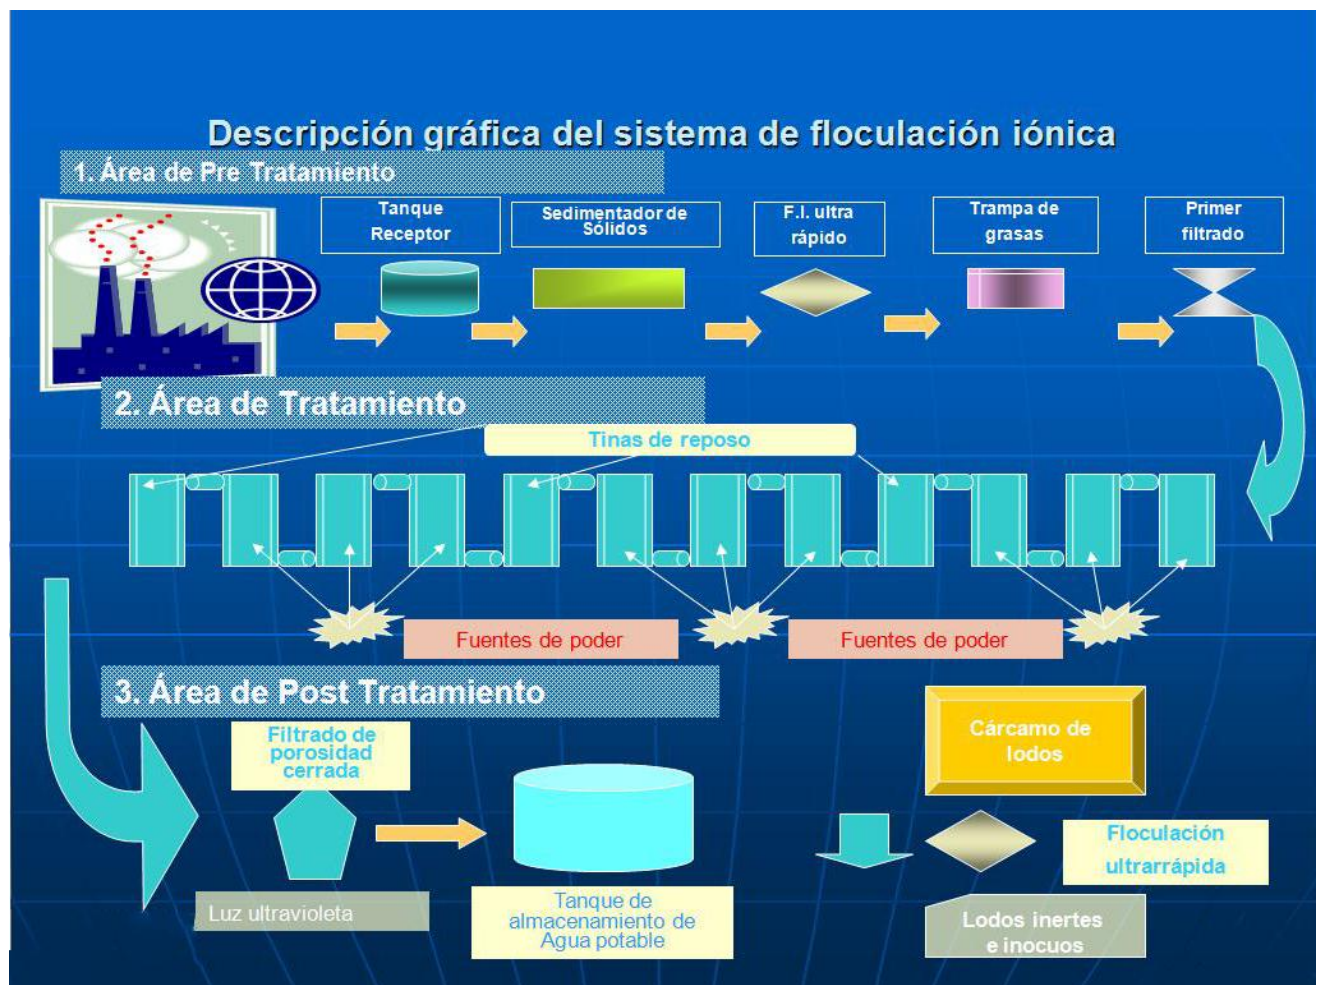 Descripción gráfica del sistema de floculación iónica
1. Área de Pre Tratamiento
Tanque
Receptor
Sedimentador de
Sólidos
F.I. ultra
rápido
Trampa de
grasas
Primer
filtrado
2. Área de Tratamiento
Tinas de reposo
Fuentes de poder
Fuentes de poder
3. Área de Post Tratamiento
Filtrado de
porosidad
cerrada
Luz ultravioleta
Tanque de
almacenamiento de
Agua potable
Cárcamo de
lodos
Floculación
ultrarrápida
Lodos inertes
e inocuos